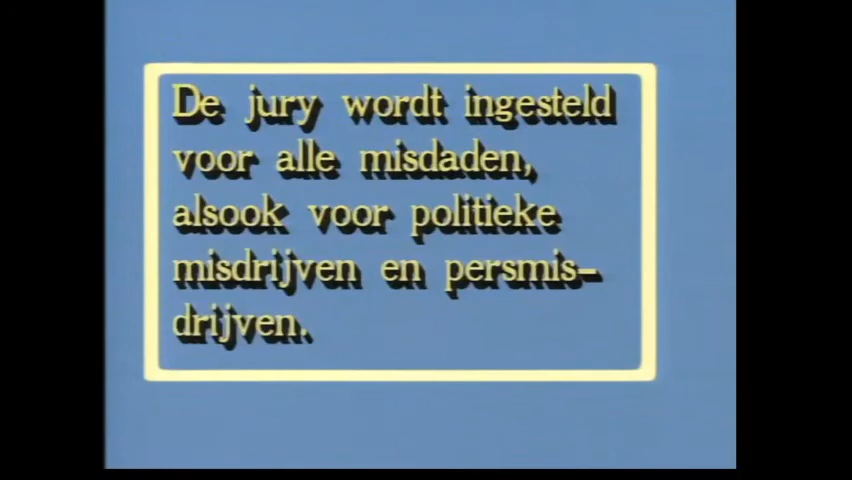 De jury wordt ingesteld
voor alle misdaden,
alsook voor politieke
misdrijven en persmis-
drijven.